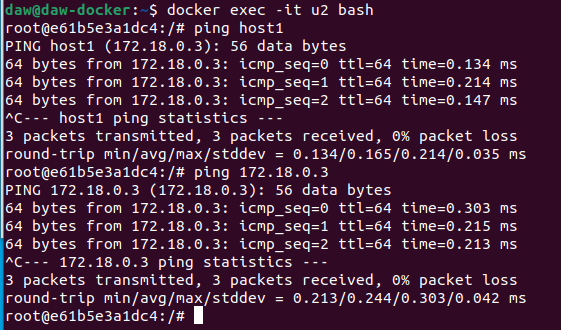 daw@daw-docker:~$ docker exec -it u2 bash
root@e61b5e3a1dc4:/# ping host1
PING host1 (172.18.0.3): 56 data bytes
64 bytes from 172.18.0.3: icmp_seq=0 ttl=64 time=0.134 ms
64 bytes from 172.18.0.3: icmp_seq=1 ttl=64 time=0.214 ms
64 bytes from 172.18.0.3: icmp_seq=2 ttl=64 time=0.147 ms
^C--- host1 ping statistics ---
3 packets transmitted, 3 packets received, 0% packet loss
round-trip min/avg/max/stddev = 0.134/0.165/0.214/0.035 ms
root@e61b5e3a1dc4:/# ping 172.18.0.3
PING 172.18.0.3 (172.18.0.3): 56 data bytes
64 bytes from 172.18.0.3: icmp_seq=0 ttl=64 time=0.303 ms
64 bytes from 172.18.0.3: icmp_seq=1 ttl=64 time=0.215 ms
64 bytes from 172.18.0.3: icmp_seq=2 ttl=64 time=0.213 ms
^C--- 172.18.0.3 ping statistics ---
3 packets transmitted, 3 packets received, 0% packet loss
round-trip min/avg/max/stddev = 0.213/0.244/0.303/0.042 ms
root@e61b5e3a1dc4:/#